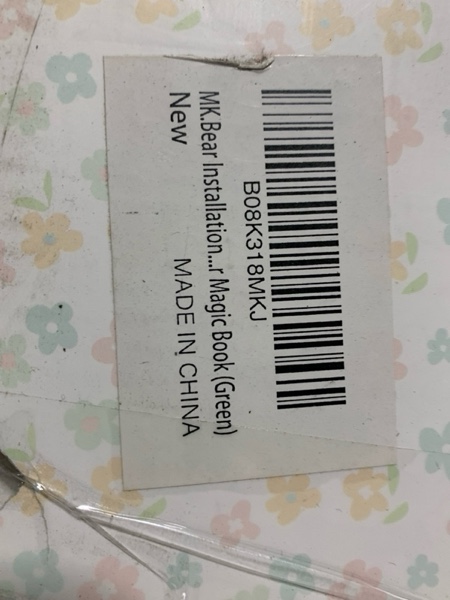 B08K318MKJ
MK.Bear Installation...r Magic Book (Green)
New
MADE IN CHINA